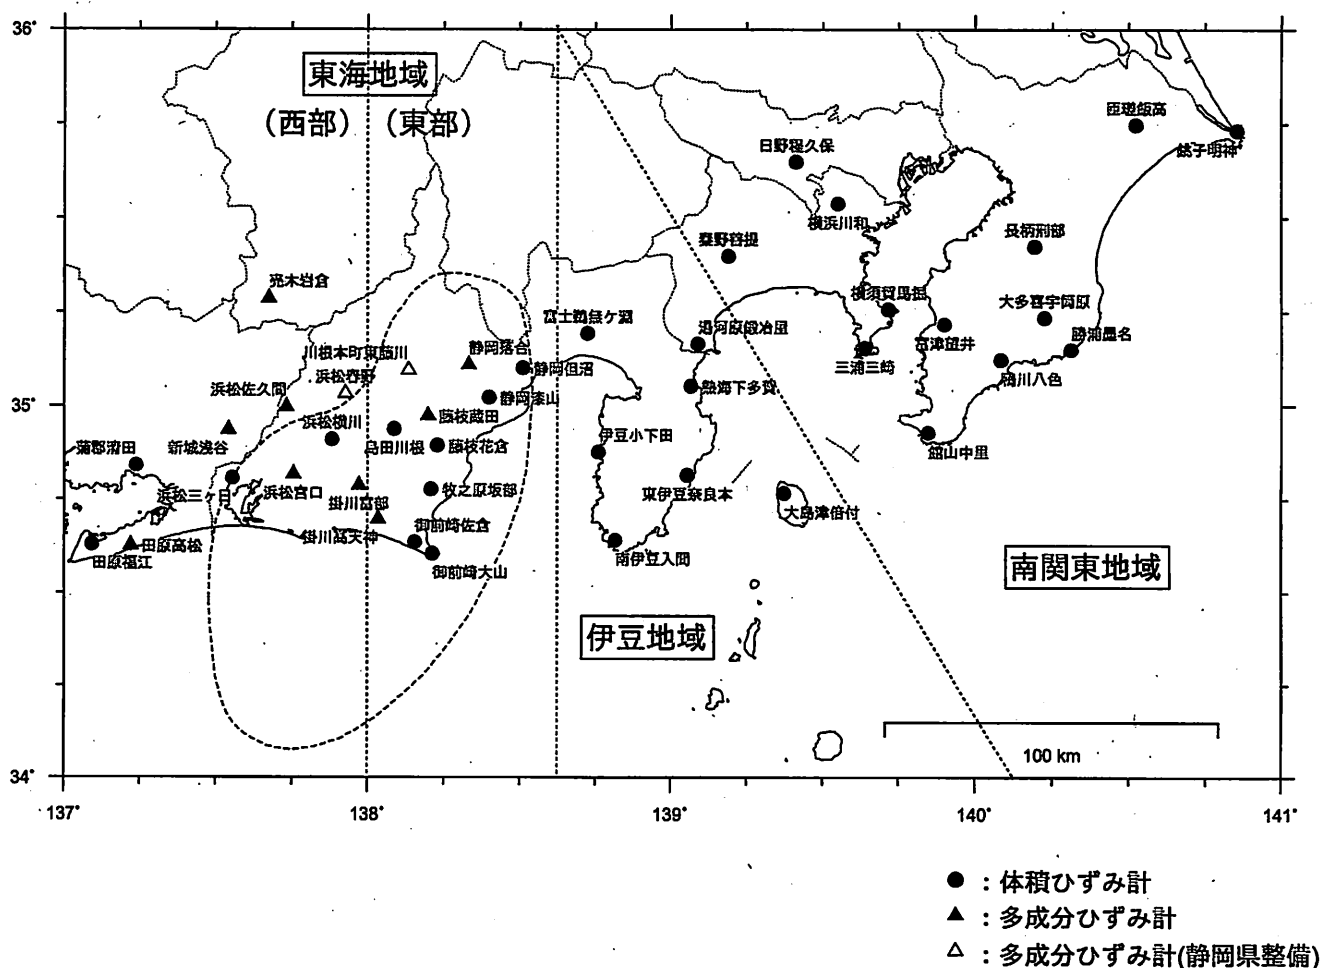 36°
東海地域
（西部）
（東部）
匝瑳飯高
銚子明神
日野程久保
横浜川和
長柄刑部
秦野菩提
売木岩倉
横須賀馬堀
大多喜宇筒原
富士鵜無ケ淵
湯河原鍛冶屋
富津望井
勝浦墨名
川根本町東藤川
静岡落合
三浦三崎
浜松春野
静岡但沼
鴨川八色
浜松佐久間
熱海下多賀
35°
静岡漆山
浜松横川
藤枝蔵田
伊豆小下田
蒲郡清田
新城浅谷
島田川根
藤枝花倉
館山中里
浜松三ケ日
浜松宮口
牧之原坂部
東伊豆奈良本
掛川富部
大島津倍付
御前崎佐倉
掛川高天神
田原高松
田原福江
御前崎大山
南伊豆入間
南関東地域
伊豆地域
100 km
34°
137°
138°
139°
140°
141°
● ：体積ひずみ計
▲ ：多成分ひずみ計
△ ：多成分ひずみ計(静岡県整備)